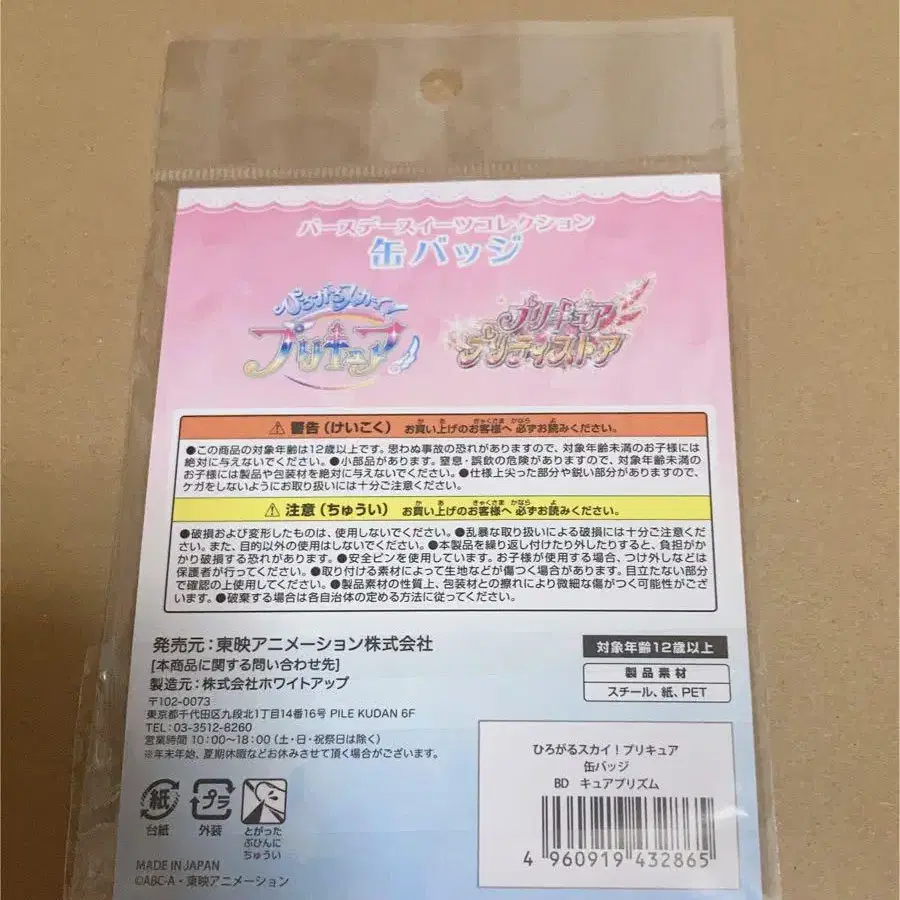 バースデースイーツコレクション
缶バッジ
ひろがるスカイ!
プリキュア
プリキュア
プリティストア
⚠ 警告(けいこく) お買い上げのお客様へ 必ずお読みください。
●この商品の対象年齢は12歳以上です。思わぬ事故の恐れがありますので、対象年齢未満のお子様には
絶対に与えないでください。●小部品があります。窒息・誤飲の危険がありますので、対象年齢未満の
お子様には製品や包装材を絶対に与えないでください。●仕様上尖った部分や鋭い部分がありますので、
ケガをしないようにお取り扱いには十分ご注意ください。
⚠ 注意(ちゅうい) お買い上げのお客様へ 必ずお読みください。
●破損および変形したものは、使用しないでください。●乱暴な取り扱いによる破損には十分ご注意くだ
さい。また、目的以外の使用はしないでください。●本製品を繰り返し付けたり外したりすると、負担がか
かり破損する恐れがあります。●安全ピンを使用しています。お子様が使用する場合、つけ外しなどは
保護者が行ってください。●取り付ける素材によって生地などが傷つく場合があります。目立たない部分
で確認の上使用してください。●製品素材の性質上、包装材との擦れにより微細な傷がつく可能性がござ
います。●破棄する場合は各自治体の定める方法に従ってください。
発売元:東映アニメーション株式会社
[本商品に関する問い合わせ先]
製造元:株式会社ホワイトアップ
〒102-0073
東京都千代田区九段北1丁目14番16号 PILE KUDAN 6F
TEL:03-3512-8260
営業時間 10:00〜18:00(土・日・祝祭日は除く)
※年末年始、夏期休暇などお休みさせて頂く場合がございます。
対象年齢12歳以上
製品素材
スチール、紙、PET
紙
台紙
プラ
外装
とがった
ぶひんに
ちゅうい
MADE IN JAPAN
©ABC-A・東映アニメーション
ひろがるスカイ!プリキュア
缶バッジ
BD キュアプリズム
4 960919 432865